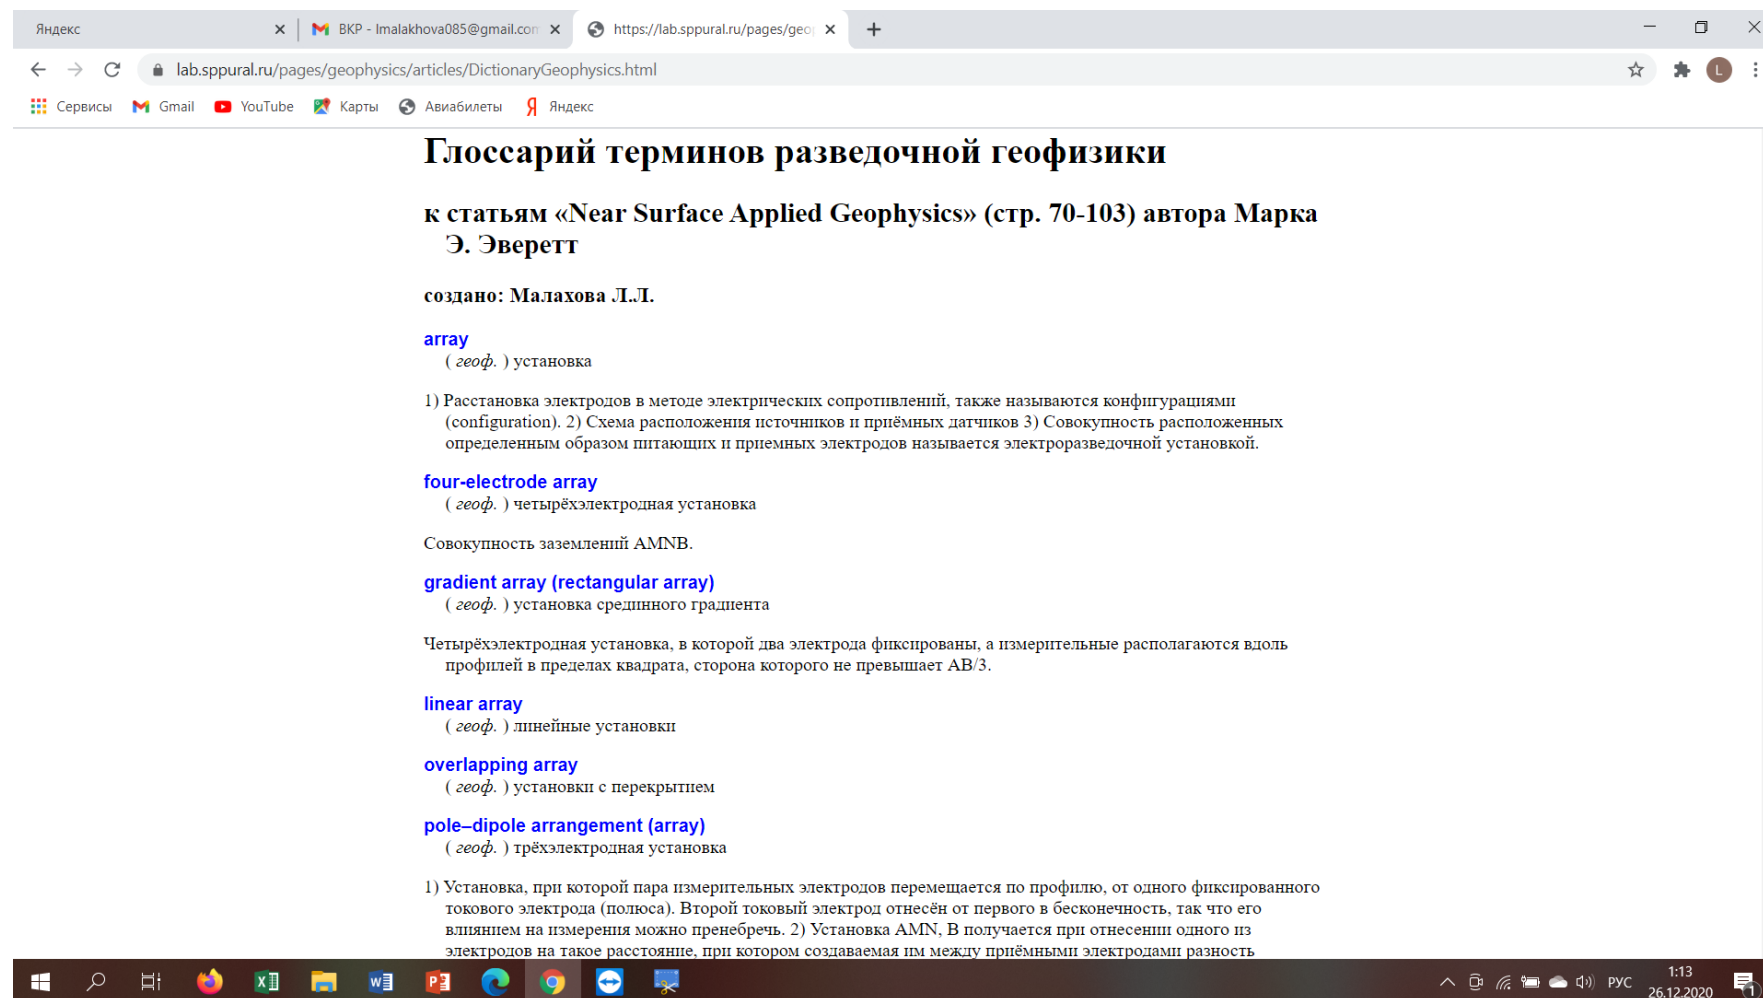 Яндекс
ВКР - lmalakhova085@gmail.com
https://lab.sppural.ru/pages/geop
lab.sppural.ru/pages/geophysics/articles/DictionaryGeophysics.html
L
Сервисы Gmail YouTube Карты Авиабилеты Яндекс
Глоссарий терминов разведочной геофизики
к статьям «Near Surface Applied Geophysics» (стр. 70-103) автора Марка
Э. Эверетт
создано: Малахова Л.Л.
array
( геоф. ) установка
1) Расстановка электродов в методе электрических сопротивлений, также называются конфигурациями
(configuration). 2) Схема расположения источников и приёмных датчиков 3) Совокупность расположенных
определенным образом питающих и приемных электродов называется электроразведочной установкой.
four-electrode array
( геоф. ) четырёхэлектродная установка
Совокупность заземлений AMNB.
gradient array (rectangular array)
( геоф. ) установка срединного градиента
Четырёхэлектродная установка, в которой два электрода фиксированы, а измерительные располагаются вдоль
профилей в пределах квадрата, сторона которого не превышает AB/3.
linear array
( геоф. ) линейные установки
overlapping array
( геоф. ) установки с перекрытием
pole–dipole arrangement (array)
( геоф. ) трёхэлектродная установка
1) Установка, при которой пара измерительных электродов перемещается по профилю, от одного фиксированного
токового электрода (полюса). Второй токовый электрод отнесён от первого в бесконечность, так что его
влиянием на измерения можно пренебречь. 2) Установка AMN, B получается при отнесении одного из
электродов на такое расстояние, при котором создаваемая им между приёмными электродами разность
РУС
1:13
26.12.2020
1